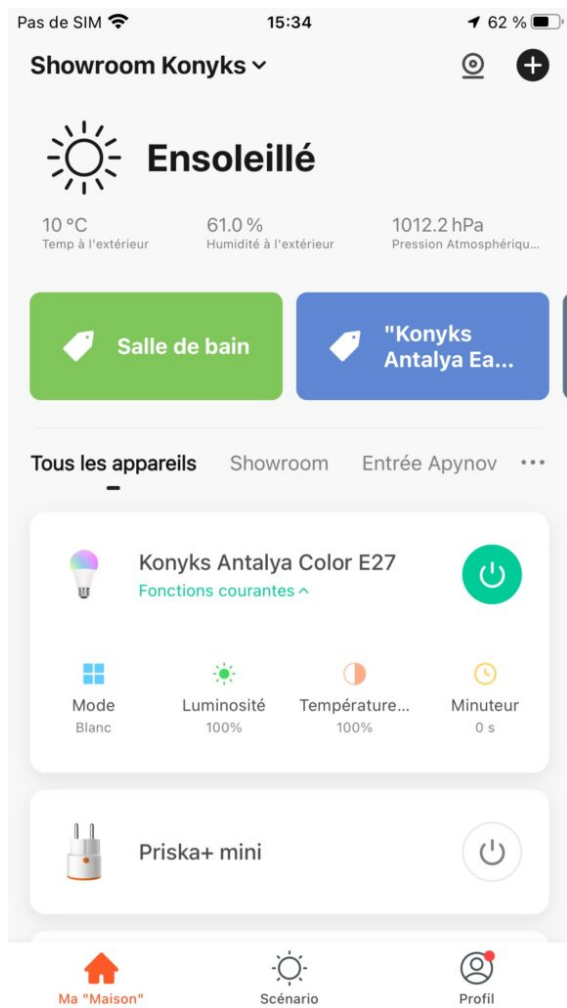 Pas de SIM 15:34 62 %
Showroom Konyks
Ensoleillé
10 °C 61.0 % 1012.2 hPa
Temp à l'extérieur Humidité à l'extérieur Pression Atmosphériqu...
Salle de bain
"Konyks
Antalya Ea...
Tous les appareils Showroom Entrée Apynov ...
Konyks Antalya Color E27
Fonctions courantes
Mode Luminosité Température... Minuteur
Blanc 100% 100% 0 s
Priska+ mini
Ma "Maison" Scénario Profil